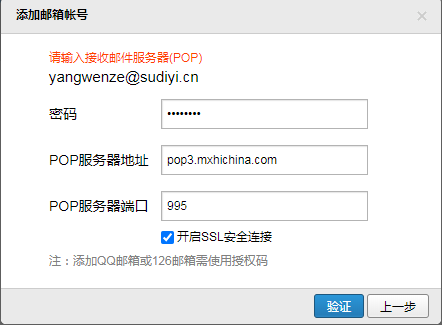 添加邮箱帐号
请输入接收邮件服务器(POP)
yangwenze@sudiyi.cn
密码 ••••••••
POP服务器地址 pop3.mxhichina.com
POP服务器端口 995
开启SSL安全连接
注：添加QQ邮箱或126邮箱需使用授权码
验证 上一步